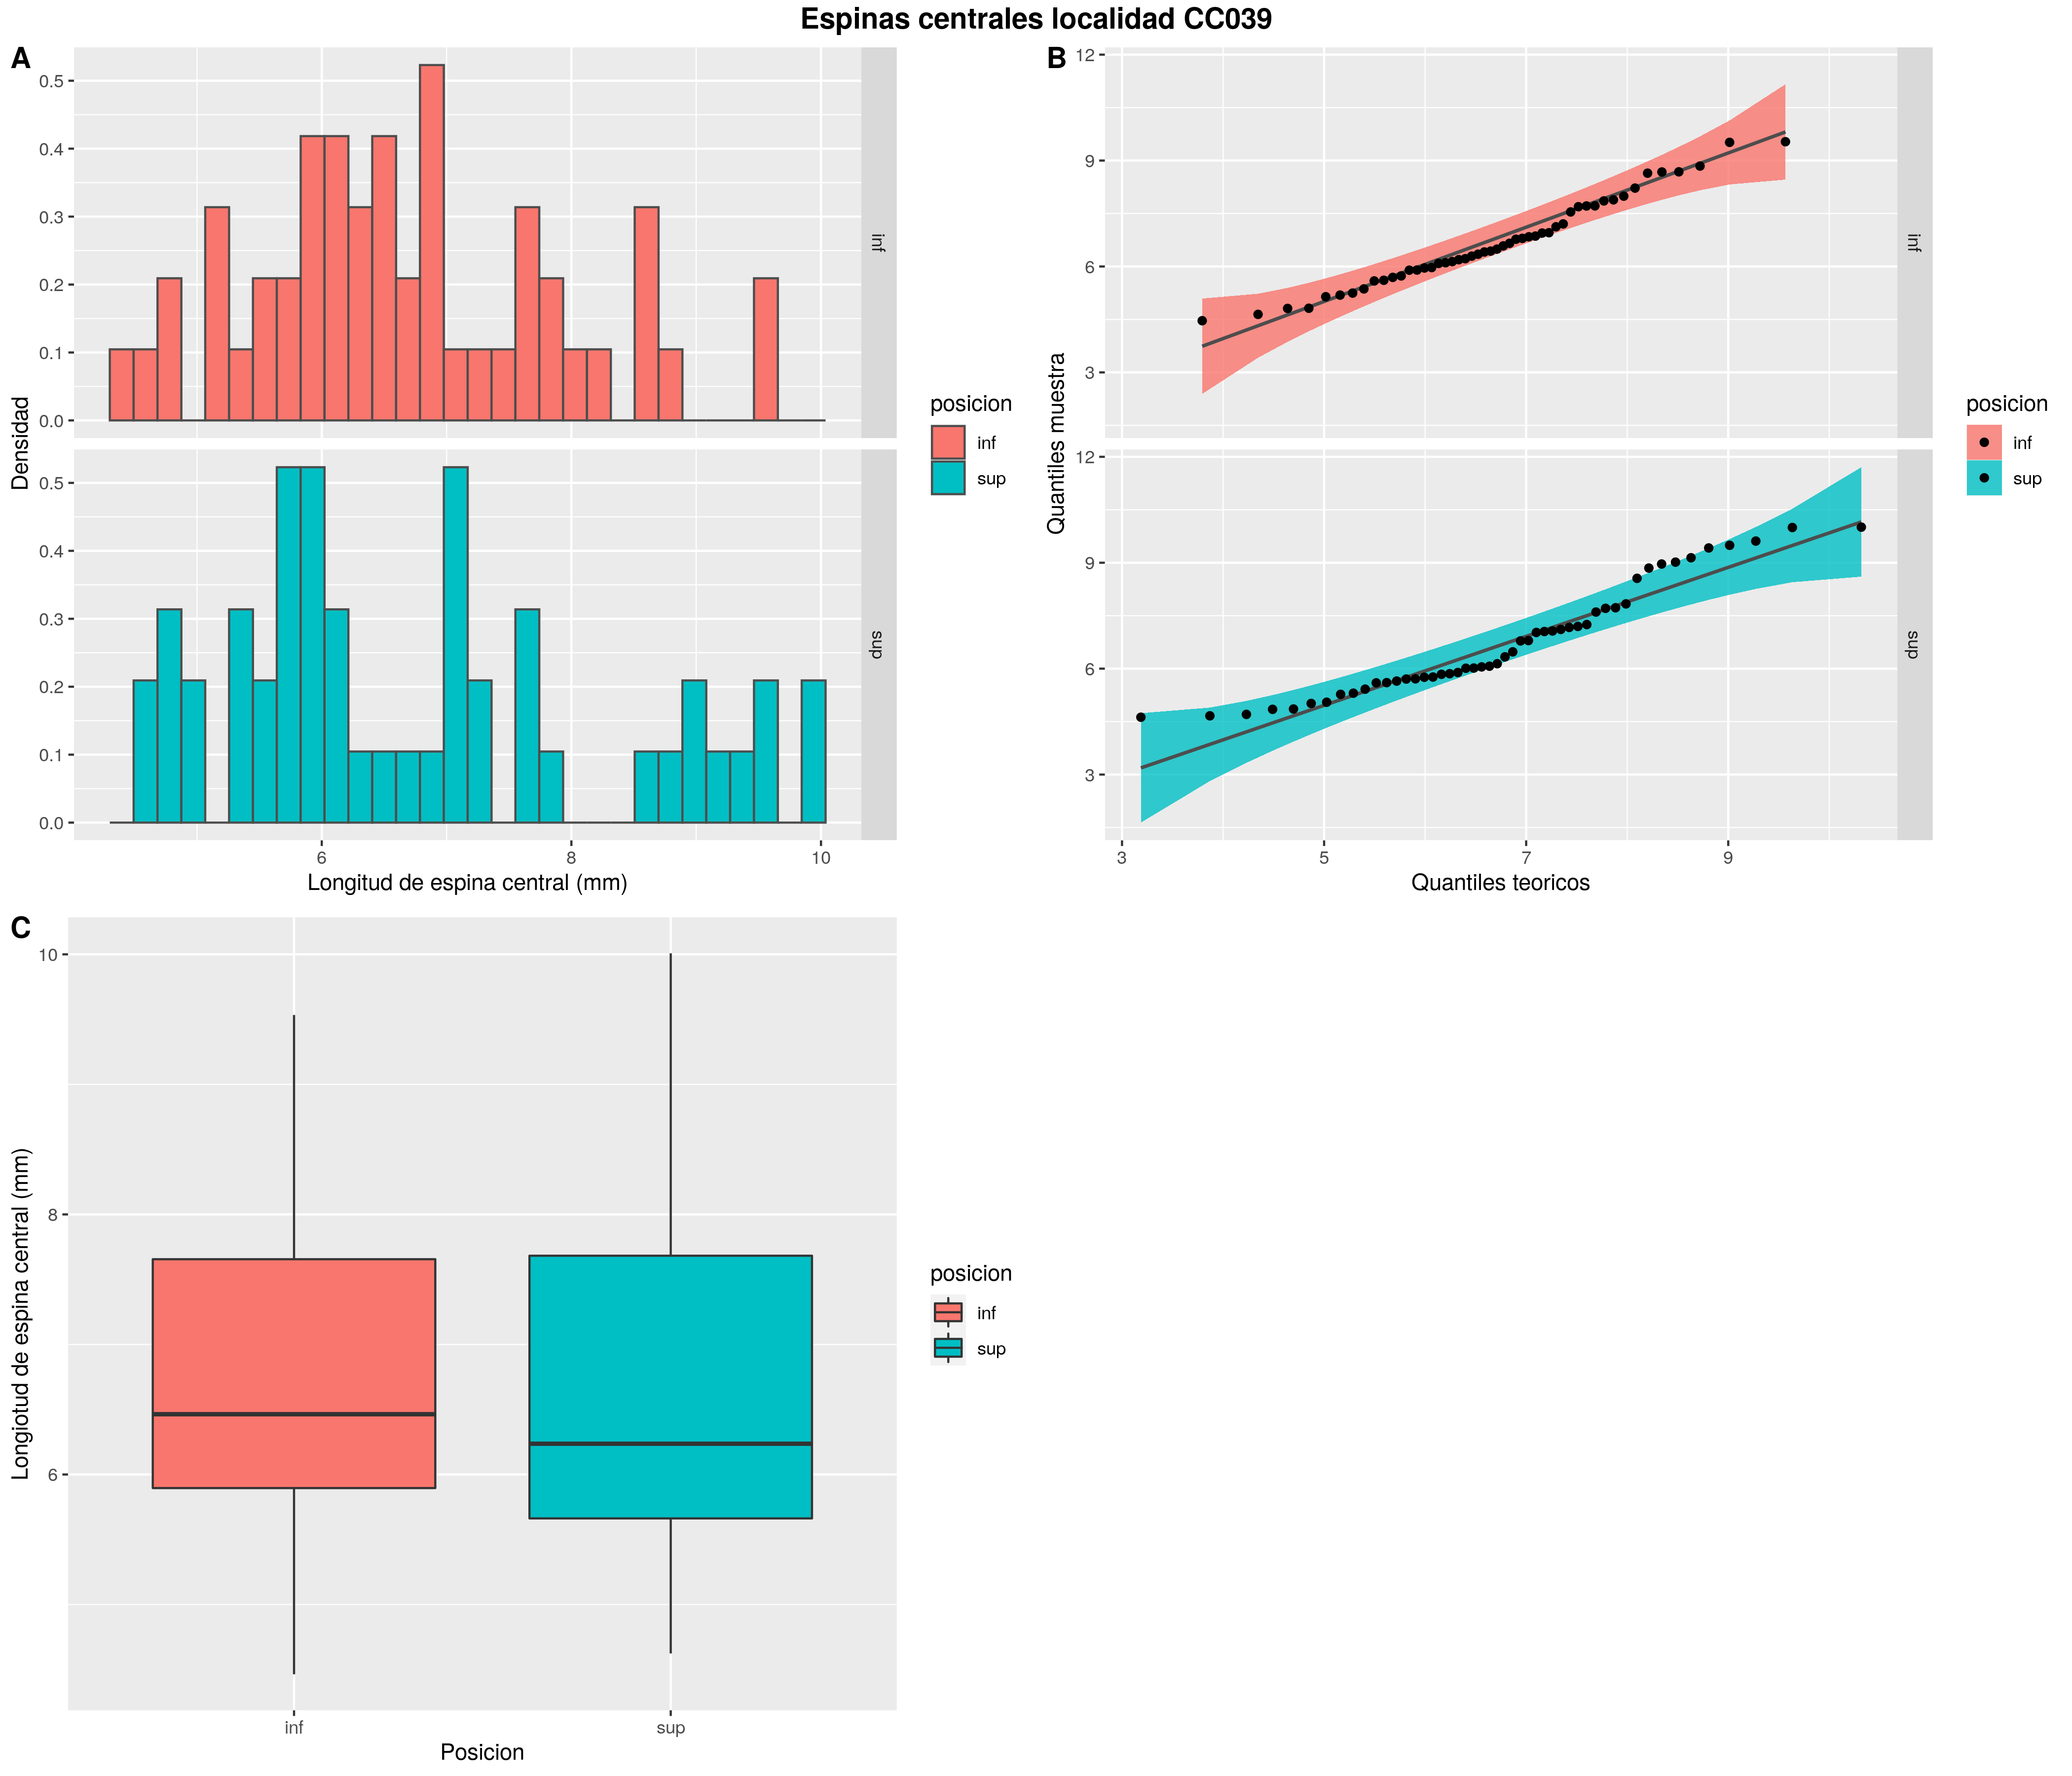 Espinas centrales localidad CC039
A
0.5
0.4
0.3
0.2
0.1
0.0
inf
0.5
0.4
0.3
0.2
0.1
0.0
sup
6 8 10
Longitud de espina central (mm)
Densidad
posicion
inf
sup
B
12
9
6
3
inf
12
9
6
3
sup
3 5 7 9
Quantiles teoricos
Quantiles muestra
posicion
inf
sup
C
10
8
6
inf sup
Posicion
Longiotud de espina central (mm)
posicion
inf
sup